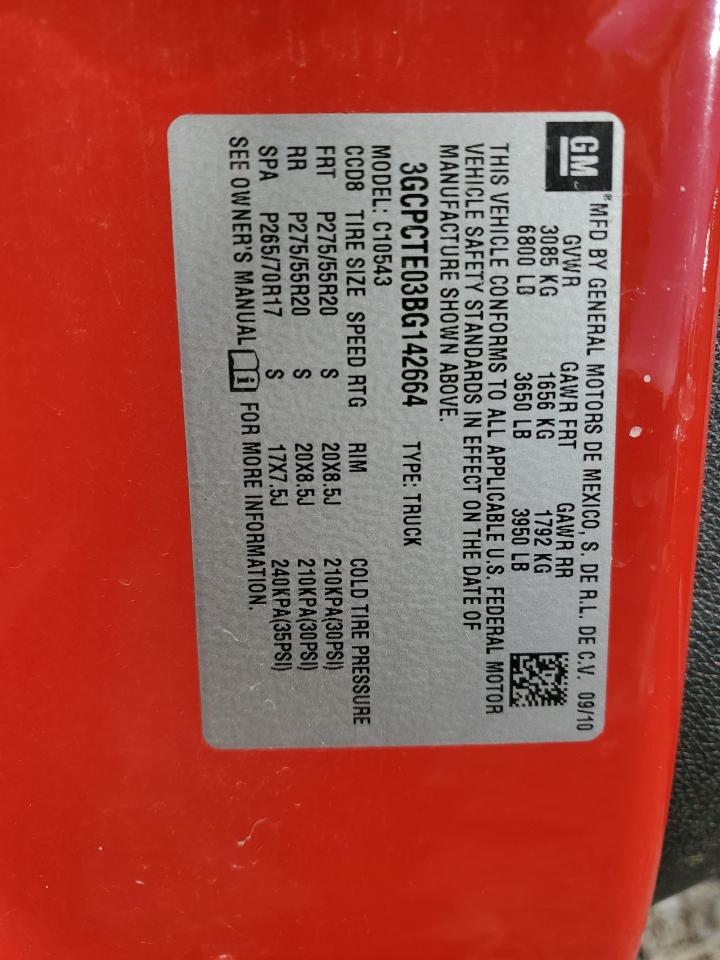 GM
®MFD BY GENERAL MOTORS DE MEXICO, S. DE R.L. DE C.V. 09/10
GVWR GAWR FRT GAWR RR
3085 KG 1656 KG 1792 KG
6800 LB 3650 LB 3950 LB
THIS VEHICLE CONFORMS TO ALL APPLICABLE U.S. FEDERAL MOTOR
VEHICLE SAFETY STANDARDS IN EFFECT ON THE DATE OF
MANUFACTURE SHOWN ABOVE.
3GCPCTE03BG142664 TYPE: TRUCK
MODEL: C10543
CCD8 TIRE SIZE SPEED RTG RIM COLD TIRE PRESSURE
FRT P275/55R20 S 20X8.5J 210KPA(30PSI)
RR P275/55R20 S 20X8.5J 210KPA(30PSI)
SPA P265/70R17 S 17X7.5J 240KPA(35PSI)
SEE OWNER'S MANUAL i FOR MORE INFORMATION.